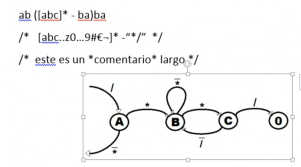 ab ([abc]* - ba)ba
/* [abc..z0...9#€¬]* -"*/" */
/* este es un *comentario* largo */
/
*
*
*
/
A
B
C
0
*
/